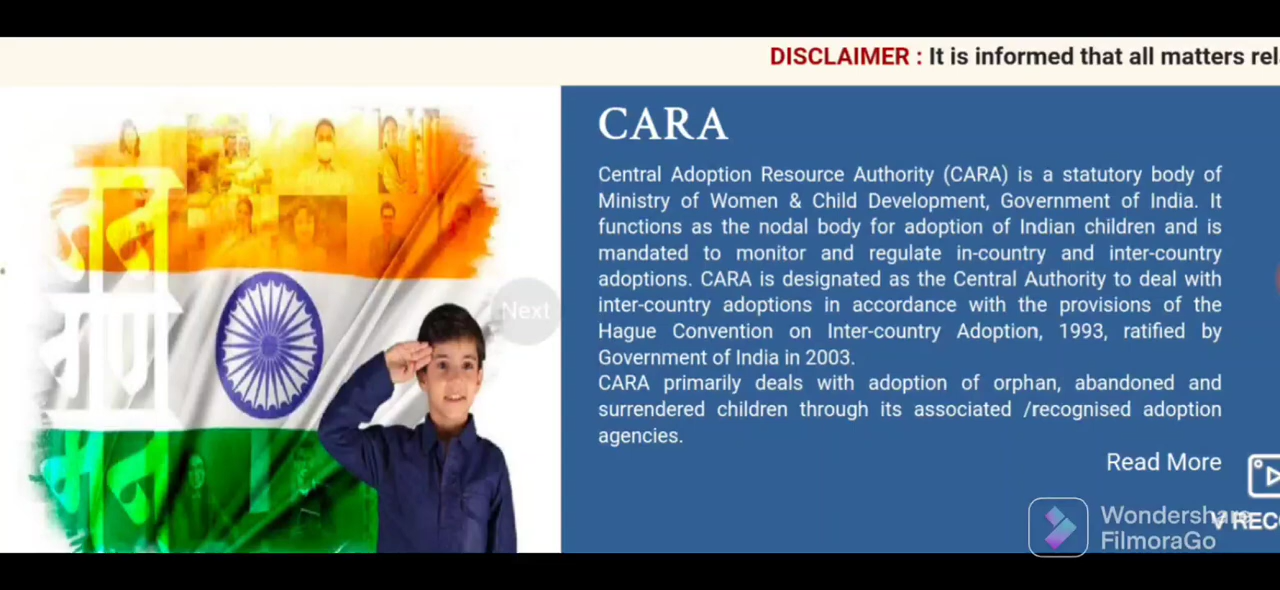 DISCLAIMER : It is informed that all matters rel
जन
गण
मन
Next
CARA
Central Adoption Resource Authority (CARA) is a statutory body of
Ministry of Women & Child Development, Government of India. It
functions as the nodal body for adoption of Indian children and is
mandated to monitor and regulate in-country and inter-country
adoptions. CARA is designated as the Central Authority to deal with
inter-country adoptions in accordance with the provisions of the
Hague Convention on Inter-country Adoption, 1993, ratified by
Government of India in 2003.
CARA primarily deals with adoption of orphan, abandoned and
surrendered children through its associated /recognised adoption
agencies.
Read More
Wondershare
FilmoraGo